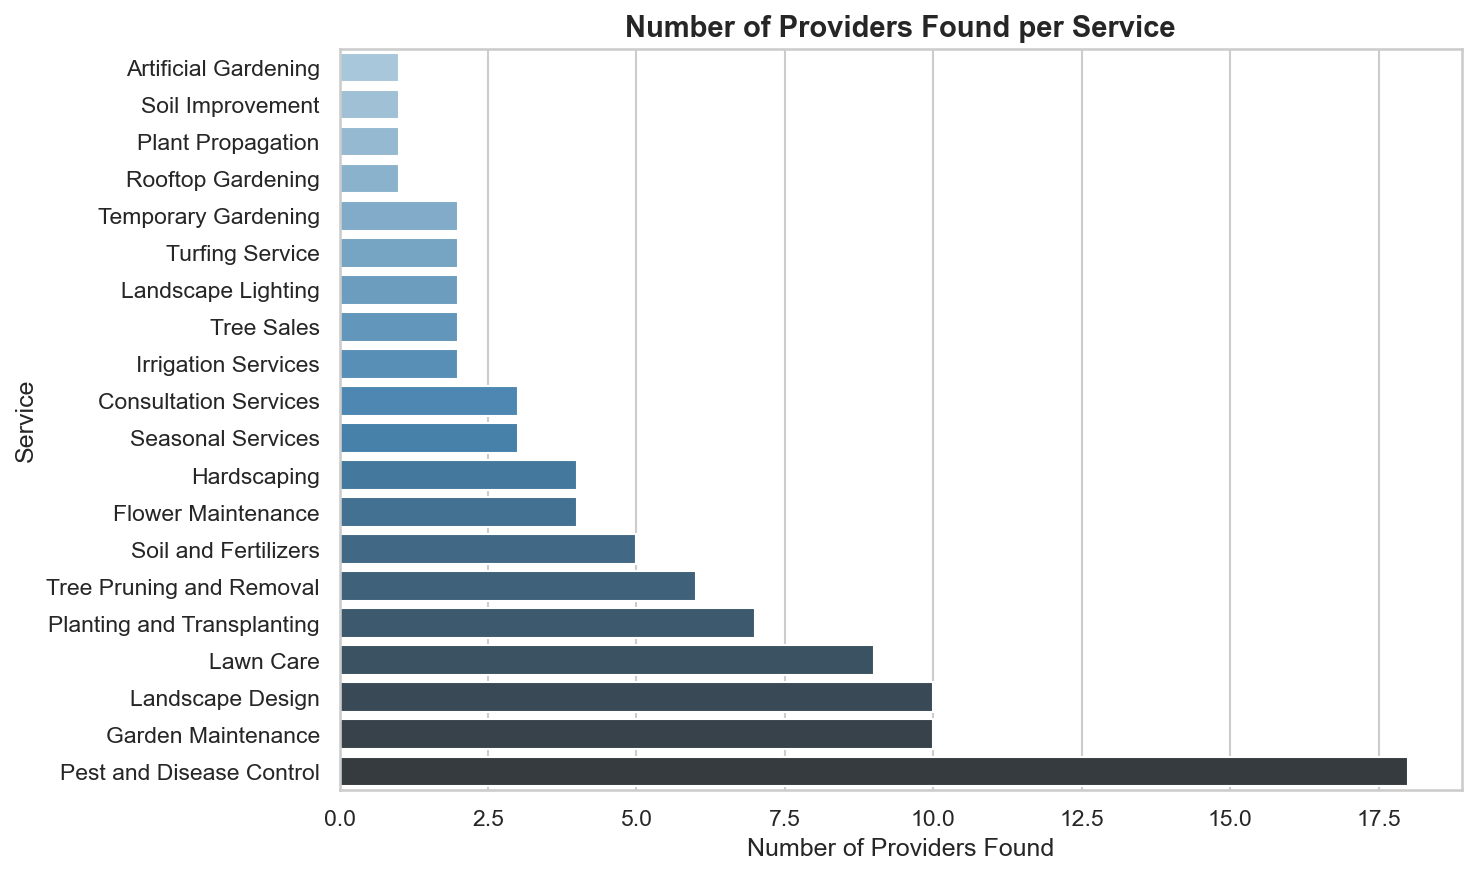 Number of Providers Found per Service
Artificial Gardening
Soil Improvement
Plant Propagation
Rooftop Gardening
Temporary Gardening
Turfing Service
Landscape Lighting
Tree Sales
Irrigation Services
Consultation Services
Seasonal Services
Hardscaping
Flower Maintenance
Soil and Fertilizers
Tree Pruning and Removal
Planting and Transplanting
Lawn Care
Landscape Design
Garden Maintenance
Pest and Disease Control
Service
0.0 2.5 5.0 7.5 10.0 12.5 15.0 17.5
Number of Providers Found